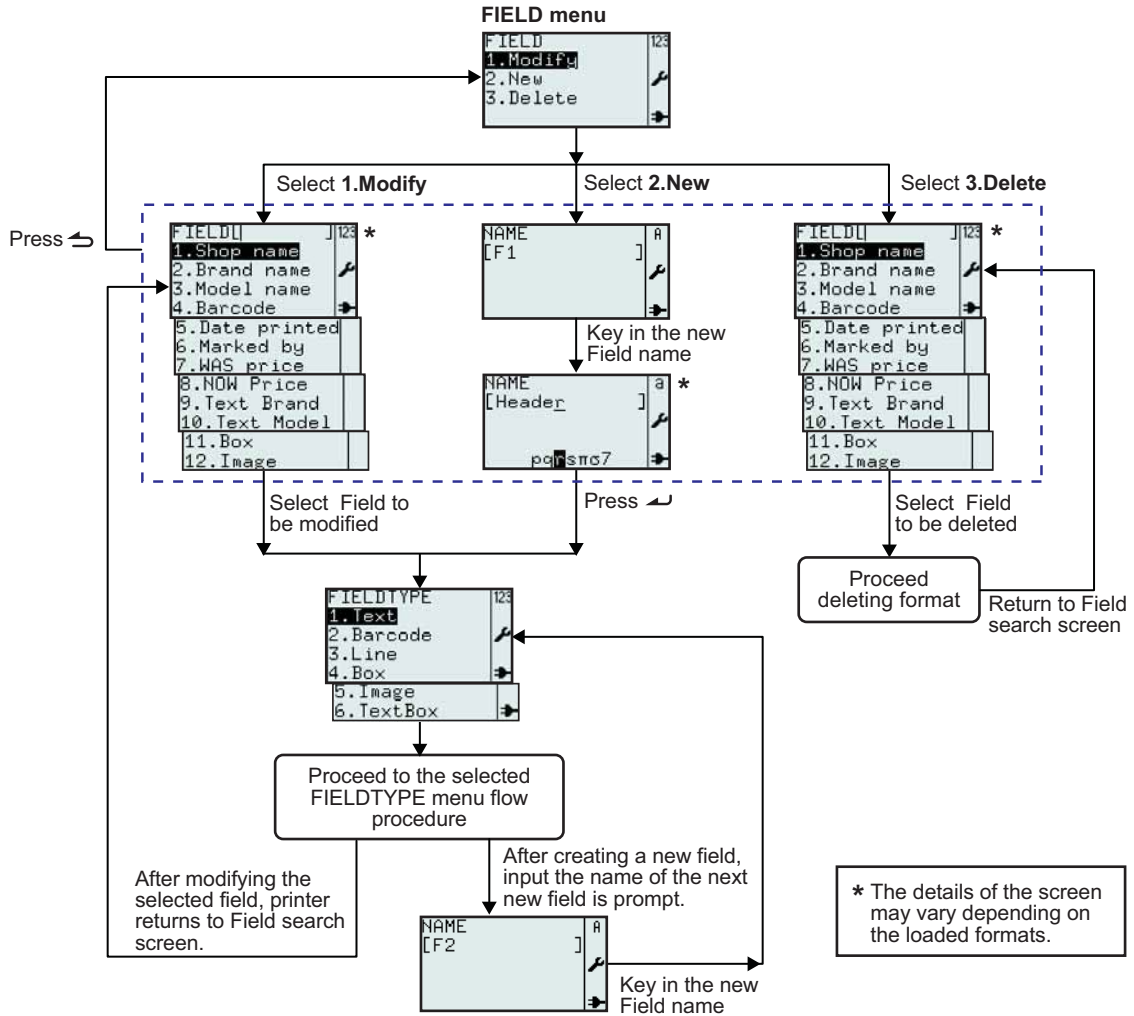 FIELD menu
FIELD 123
1.Modify
2.New
3.Delete
Select 1.Modify
Select 2.New
Select 3.Delete
Press
FIELD[ ] 123 *
1.Shop name
2.Brand name
3.Model name
4.Barcode
5.Date printed
6.Marked by
7.WAS price
8.NOW Price
9.Text Brand
10.Text Model
11.Box
12.Image
NAME A
[F1 ]
Key in the new
Field name
NAME a *
[Header ]
pqrsπσ7
FIELD[ ] 123 *
1.Shop name
2.Brand name
3.Model name
4.Barcode
5.Date printed
6.Marked by
7.WAS price
8.NOW Price
9.Text Brand
10.Text Model
11.Box
12.Image
Select Field to
be modified
Press
Select Field
to be deleted
Proceed
deleting format
Return to Field
search screen
FIELDTYPE 123
1.Text
2.Barcode
3.Line
4.Box
5.Image
6.TextBox
Proceed to the selected
FIELDTYPE menu flow
procedure
After modifying the
selected field, printer
returns to Field search
screen.
After creating a new field,
input the name of the next
new field is prompt.
NAME A
[F2 ]
Key in the new
Field name
* The details of the screen
may vary depending on
the loaded formats.